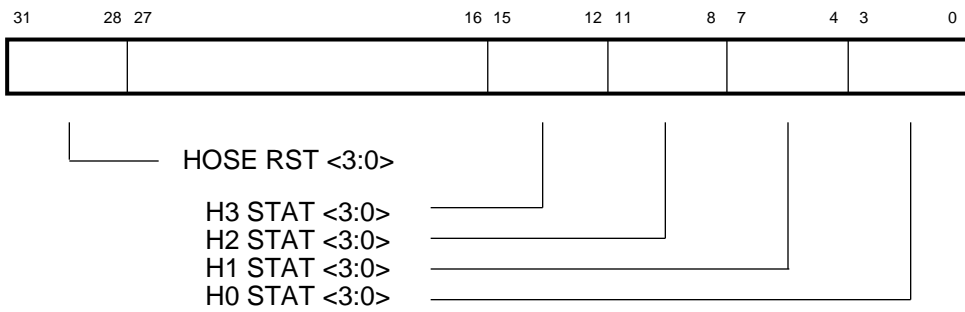 31 28 27 16 15 12 11 8 7 4 3 0
HOSE RST <3:0>
H3 STAT <3:0>
H2 STAT <3:0>
H1 STAT <3:0>
H0 STAT <3:0>